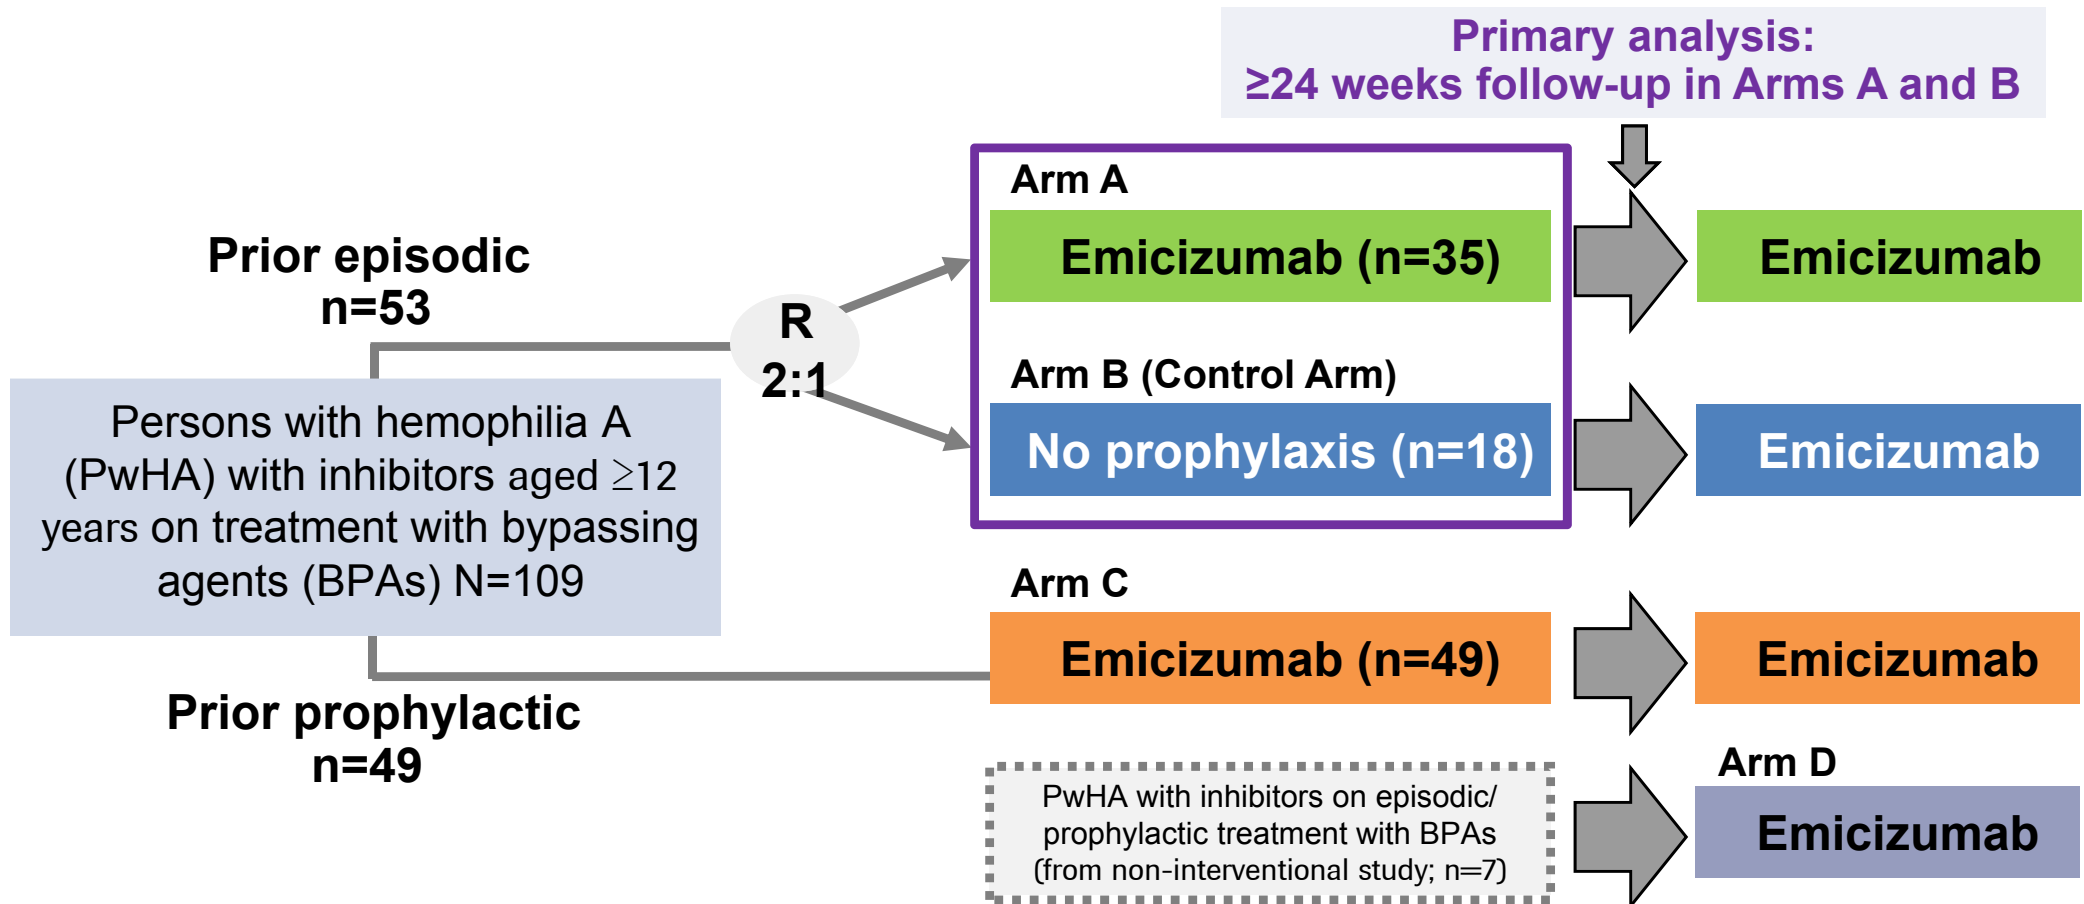 Primary analysis:
≥24 weeks follow-up in Arms A and B
Prior episodic
n=53
R
2:1
Persons with hemophilia A
(PwHA) with inhibitors aged ≥12
years on treatment with bypassing
agents (BPAs) N=109
Prior prophylactic
n=49
Arm A
Emicizumab (n=35)
Emicizumab
Arm B (Control Arm)
No prophylaxis (n=18)
Emicizumab
Arm C
Emicizumab (n=49)
Emicizumab
PwHA with inhibitors on episodic/
prophylactic treatment with BPAs
(from non-interventional study; n=7)
Arm D
Emicizumab